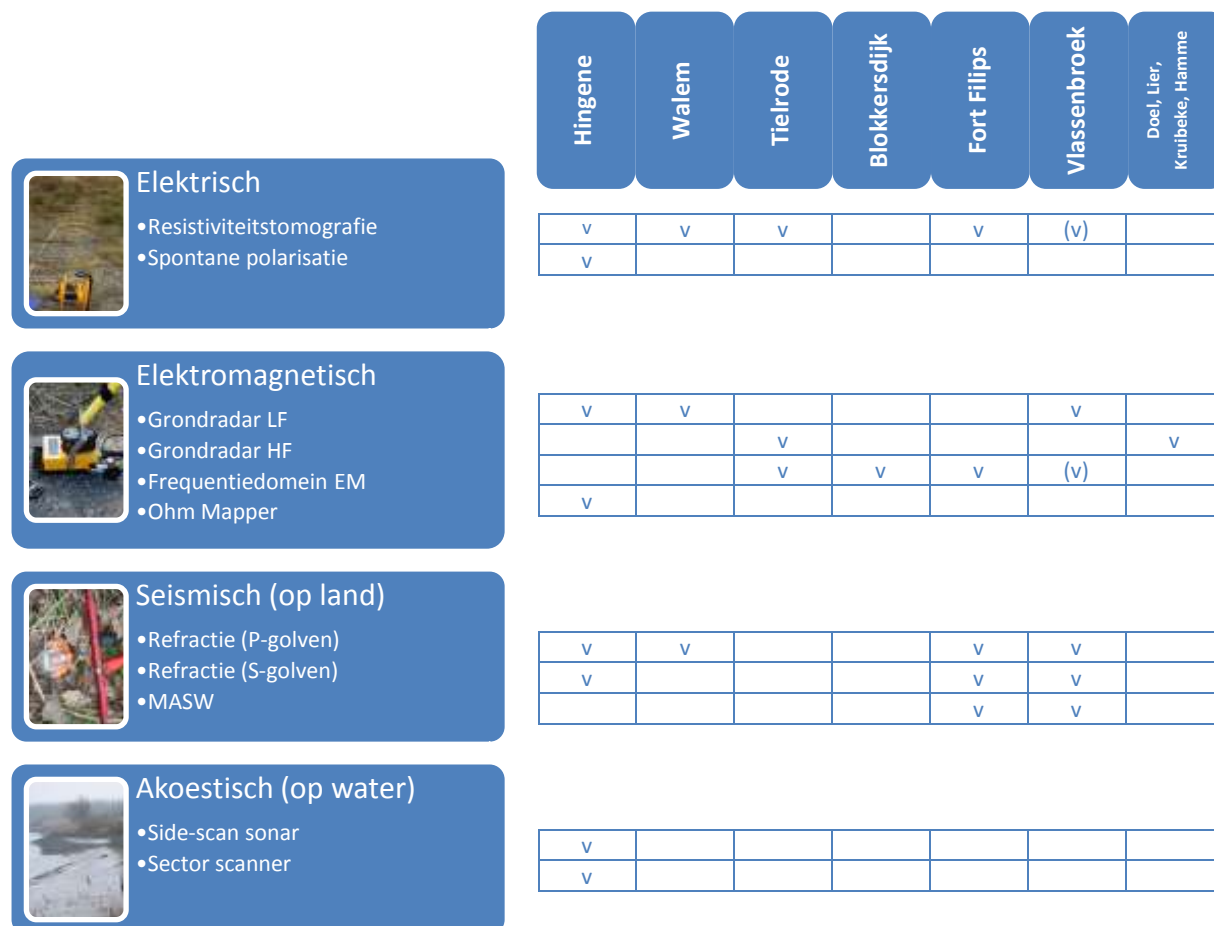 Hingene
Walem
Tielrode
Blokkersdijk
Fort Filips
Vlassenbroek
Doel, Lier,
Kruibeke, Hamme
Elektrisch
•Resistiviteitstomografie v v v v (v)
•Spontane polarisatie v
Elektromagnetisch
•Grondradar LF v v v
•Grondradar HF v v
•Frequentiedomein EM v v v (v)
•Ohm Mapper v
Seismisch (op land)
•Refractie (P-golven) v v v v
•Refractie (S-golven) v v v
•MASW v v
Akoestisch (op water)
•Side-scan sonar v
•Sector scanner v